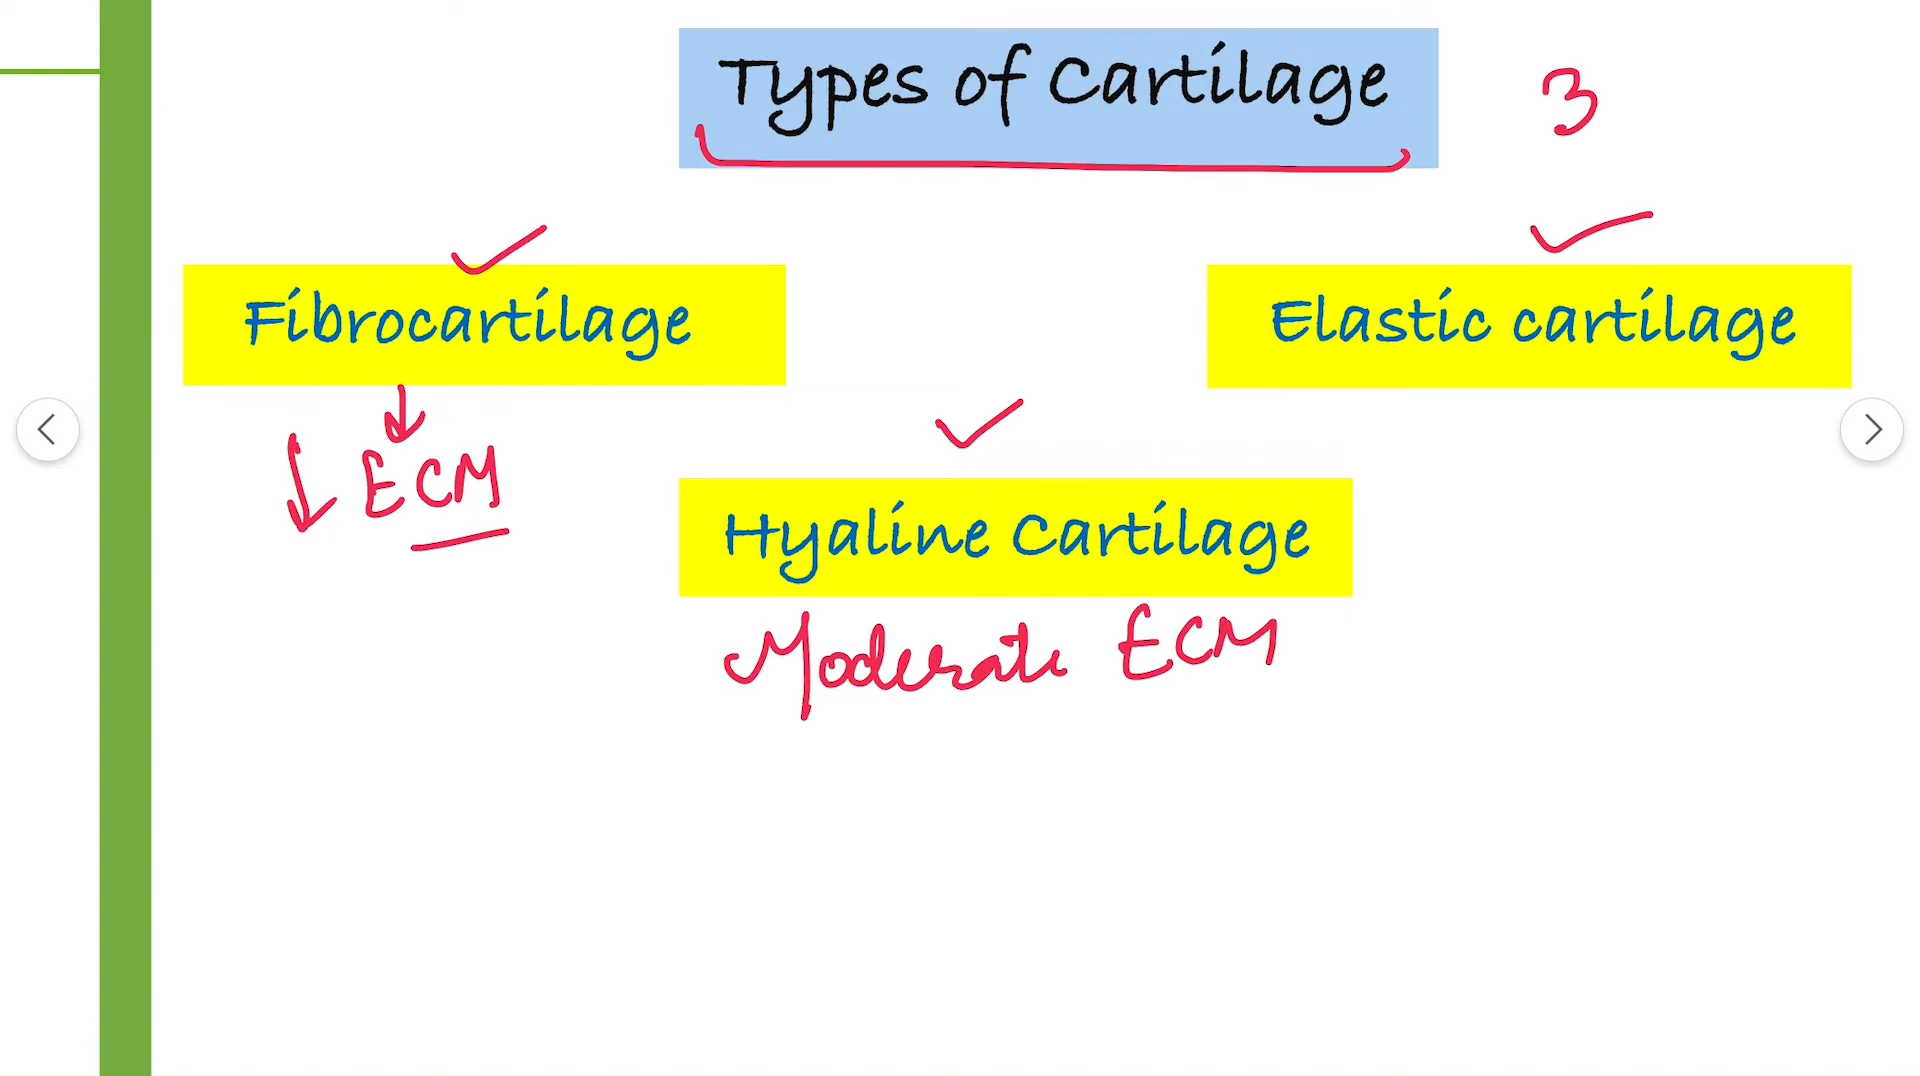 Types of Cartilage 3
Fibrocartilage
Elastic cartilage
↓
↓ ECM
Hyaline Cartilage
Moderate ECM